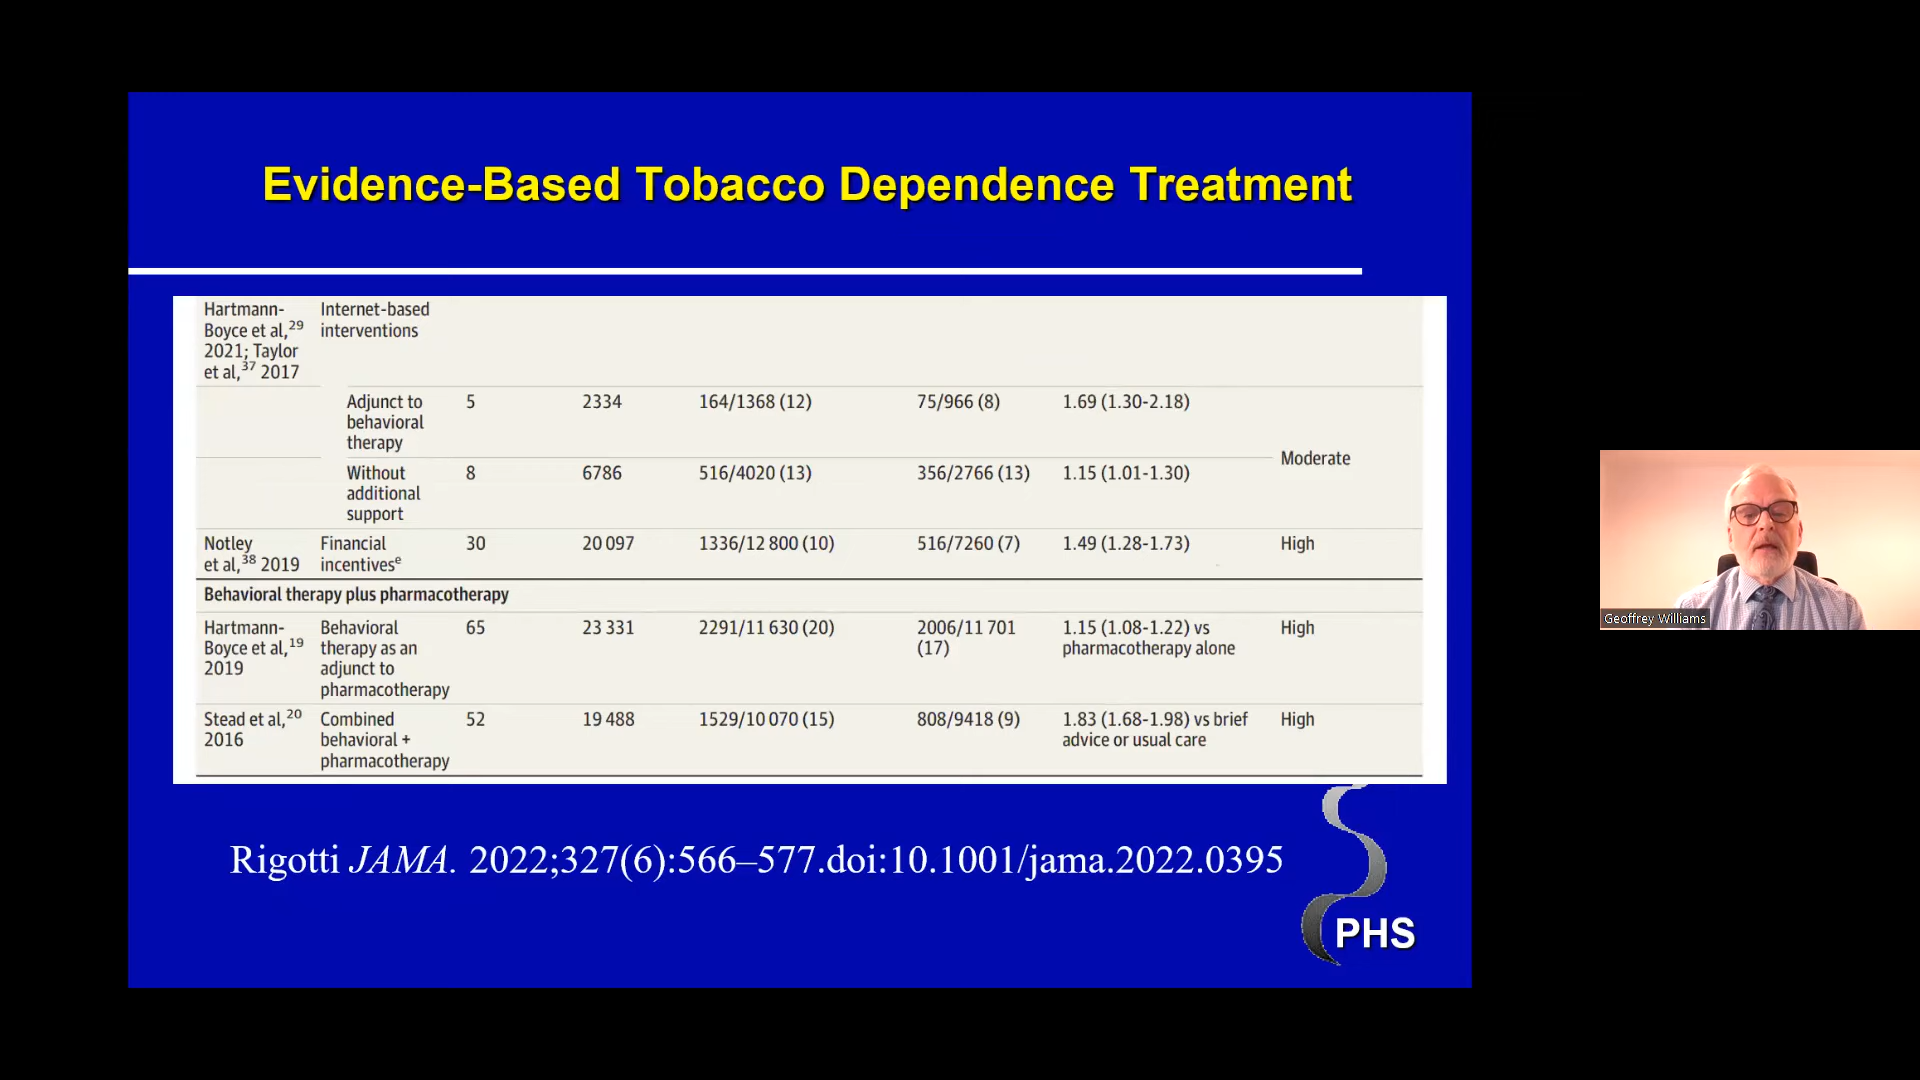 Evidence-Based Tobacco Dependence Treatment
Hartmann-
Boyce et al,29
2021; Taylor
et al,37 2017
Internet-based
interventions
Adjunct to
behavioral
therapy
5
2334
164/1368 (12)
75/966 (8)
1.69 (1.30-2.18)
Moderate
Without
additional
support
8
6786
516/4020 (13)
356/2766 (13)
1.15 (1.01-1.30)
Notley
et al,38 2019
Financial
incentivese
30
20 097
1336/12 800 (10)
516/7260 (7)
1.49 (1.28-1.73)
High
Behavioral therapy plus pharmacotherapy
Hartmann-
Boyce et al,19
2019
Behavioral
therapy as an
adjunct to
pharmacotherapy
65
23 331
2291/11 630 (20)
2006/11 701
(17)
1.15 (1.08-1.22) vs
pharmacotherapy alone
High
Stead et al,20
2016
Combined
behavioral +
pharmacotherapy
52
19 488
1529/10 070 (15)
808/9418 (9)
1.83 (1.68-1.98) vs brief
advice or usual care
High
Rigotti JAMA. 2022;327(6):566–577.doi:10.1001/jama.2022.0395
PHS
Geoffrey Williams